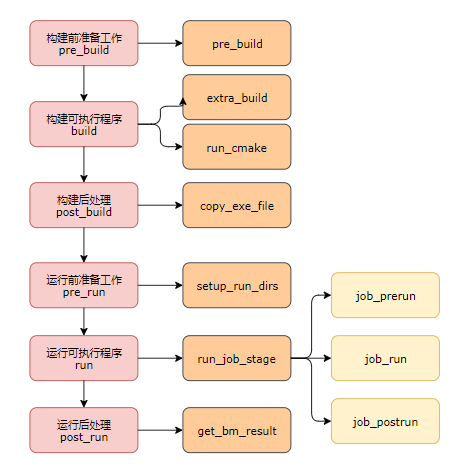 构建前准备工作
pre_build
pre_build
构建可执行程序
build
extra_build
run_cmake
构建后处理
post_build
copy_exe_file
运行前准备工作
pre_run
setup_run_dirs
运行可执行程序
run
run_job_stage
job_prerun
job_run
job_postrun
运行后处理
post_run
get_bm_result